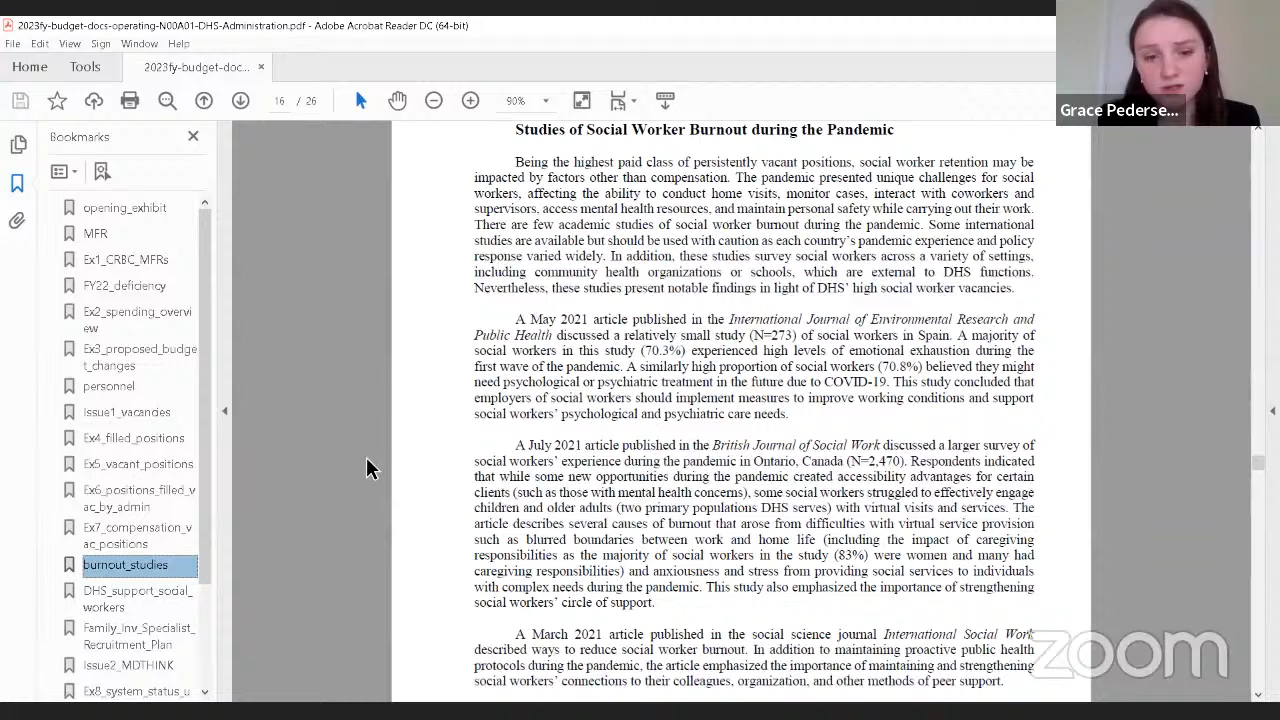 2023fy-budget-docs-operating-N00A01-DHS-Administration.pdf - Adobe Acrobat Reader DC (64-bit)
File Edit View Sign Window Help
Home Tools 2023fy-budget-doc... ×
16 / 26 90%
Grace Pederse...
Bookmarks
opening_exhibit
MFR
Ex1_CRBC_MFRs
FY22_deficiency
Ex2_spending_overvi
ew
Ex3_proposed_budge
t_changes
personnel
Issue1_vacancies
Ex4_filled_positions
Ex5_vacant_positions
Ex6_positions_filled_v
ac_by_admin
Ex7_compensation_v
ac_positions
burnout_studies
DHS_support_social_
workers
Family_Inv_Specialist_
Recruitment_Plan
Issue2_MDTHINK
Ex8_system_status_u
Studies of Social Worker Burnout during the Pandemic
Being the highest paid class of persistently vacant positions, social worker retention may be
impacted by factors other than compensation. The pandemic presented unique challenges for social
workers, affecting the ability to conduct home visits, monitor cases, interact with coworkers and
supervisors, access mental health resources, and maintain personal safety while carrying out their work.
There are few academic studies of social worker burnout during the pandemic. Some international
studies are available but should be used with caution as each country's pandemic experience and policy
response varied widely. In addition, these studies survey social workers across a variety of settings,
including community health organizations or schools, which are external to DHS functions.
Nevertheless, these studies present notable findings in light of DHS' high social worker vacancies.
A May 2021 article published in the International Journal of Environmental Research and
Public Health discussed a relatively small study (N=273) of social workers in Spain. A majority of
social workers in this study (70.3%) experienced high levels of emotional exhaustion during the
first wave of the pandemic. A similarly high proportion of social workers (70.8%) believed they might
need psychological or psychiatric treatment in the future due to COVID-19. This study concluded that
employers of social workers should implement measures to improve working conditions and support
social workers' psychological and psychiatric care needs.
A July 2021 article published in the British Journal of Social Work discussed a larger survey of
social workers' experience during the pandemic in Ontario, Canada (N=2,470). Respondents indicated
that while some new opportunities during the pandemic created accessibility advantages for certain
clients (such as those with mental health concerns), some social workers struggled to effectively engage
children and older adults (two primary populations DHS serves) with virtual visits and services. The
article describes several causes of burnout that arose from difficulties with virtual service provision
such as blurred boundaries between work and home life (including the impact of caregiving
responsibilities as the majority of social workers in the study (83%) were women and many had
caregiving responsibilities) and anxiousness and stress from providing social services to individuals
with complex needs during the pandemic. This study also emphasized the importance of strengthening
social workers' circle of support.
A March 2021 article published in the social science journal International Social Work
described ways to reduce social worker burnout. In addition to maintaining proactive public health
protocols during the pandemic, the article emphasized the importance of maintaining and strengthening
social workers' connections to their colleagues, organization, and other methods of peer support.
zoom